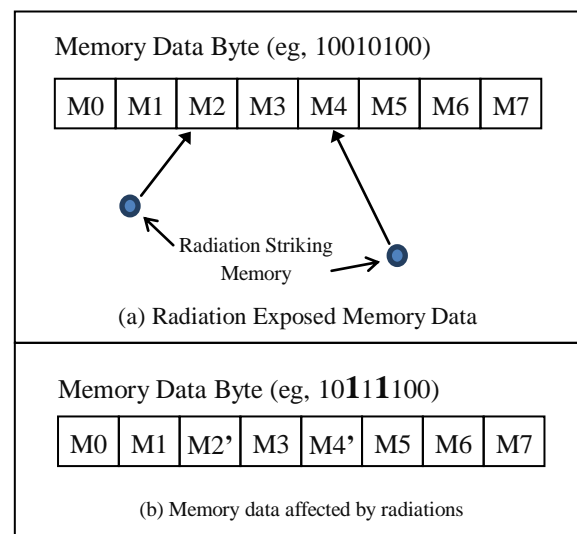 Memory Data Byte (eg, 10010100)
M0 M1 M2 M3 M4 M5 M6 M7
Radiation Striking
Memory
(a) Radiation Exposed Memory Data
Memory Data Byte (eg, 10111100)
M0 M1 M2’ M3 M4’ M5 M6 M7
(b) Memory data affected by radiations